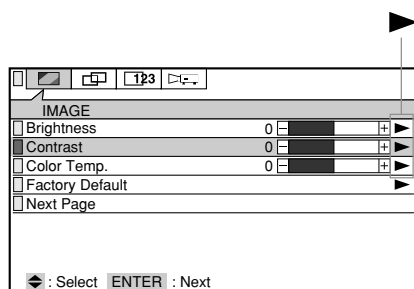 123
IMAGE
Brightness 0 - +
Contrast 0 - +
Color Temp. 0 - +
Factory Default
Next Page
: Select ENTER : Next